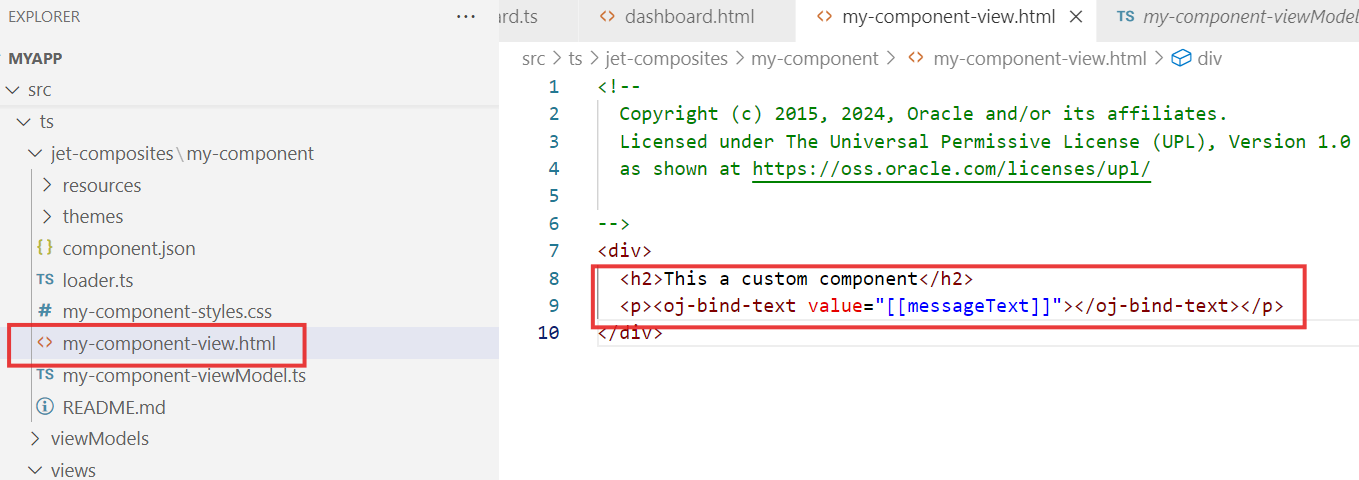 EXPLORER ···
MYAPP
src
ts
jet-composites\my-component
resources
themes
{} component.json
TS loader.ts
# my-component-styles.css
<> my-component-view.html
TS my-component-viewModel.ts
README.md
viewModels
views
ard.ts <> dashboard.html <> my-component-view.html × TS my-component-viewModel
src > ts > jet-composites > my-component > <> my-component-view.html > div
1 <!--
2 Copyright (c) 2015, 2024, Oracle and/or its affiliates.
3 Licensed under The Universal Permissive License (UPL), Version 1.0
4 as shown at https://oss.oracle.com/licenses/upl/
5
6 -->
7 <div>
8 <h2>This a custom component</h2>
9 <p><oj-bind-text value="[[messageText]]"></oj-bind-text></p>
10 </div>